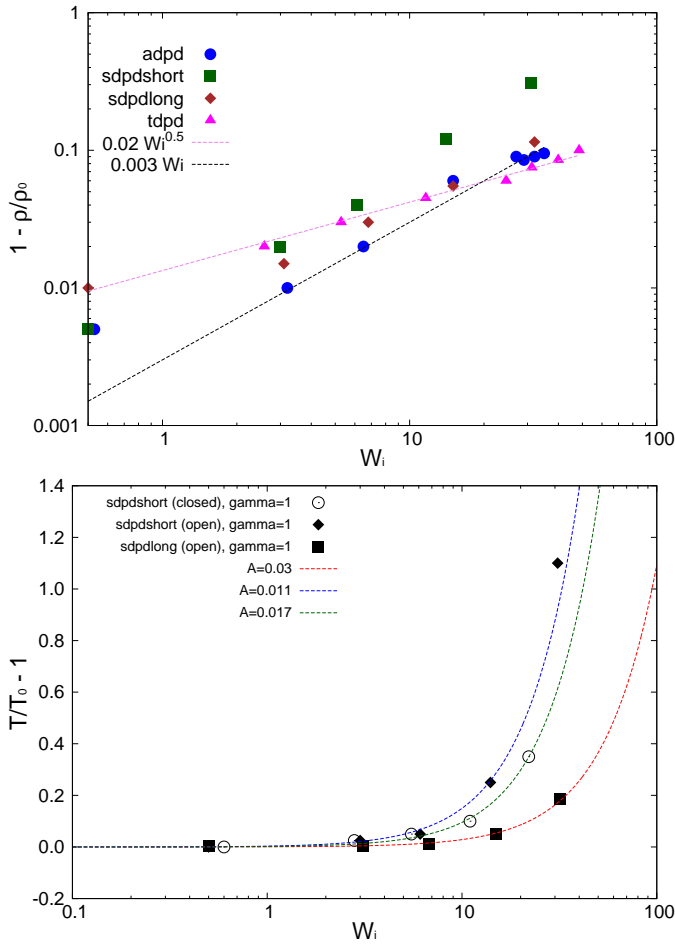 1
0.1
0.01
0.001
1 - ρ/ρ0
adpd
sdpdshort
sdpdlong
tdpd
0.02 Wi^0.5
0.003 Wi
1
10
100
Wi
1.4
1.2
1.0
0.8
0.6
0.4
0.2
0.0
-0.2
T/T0 - 1
sdpdshort (closed), gamma=1
sdpdshort (open), gamma=1
sdpdlong (open), gamma=1
A=0.03
A=0.011
A=0.017
0.1
1
10
100
Wi